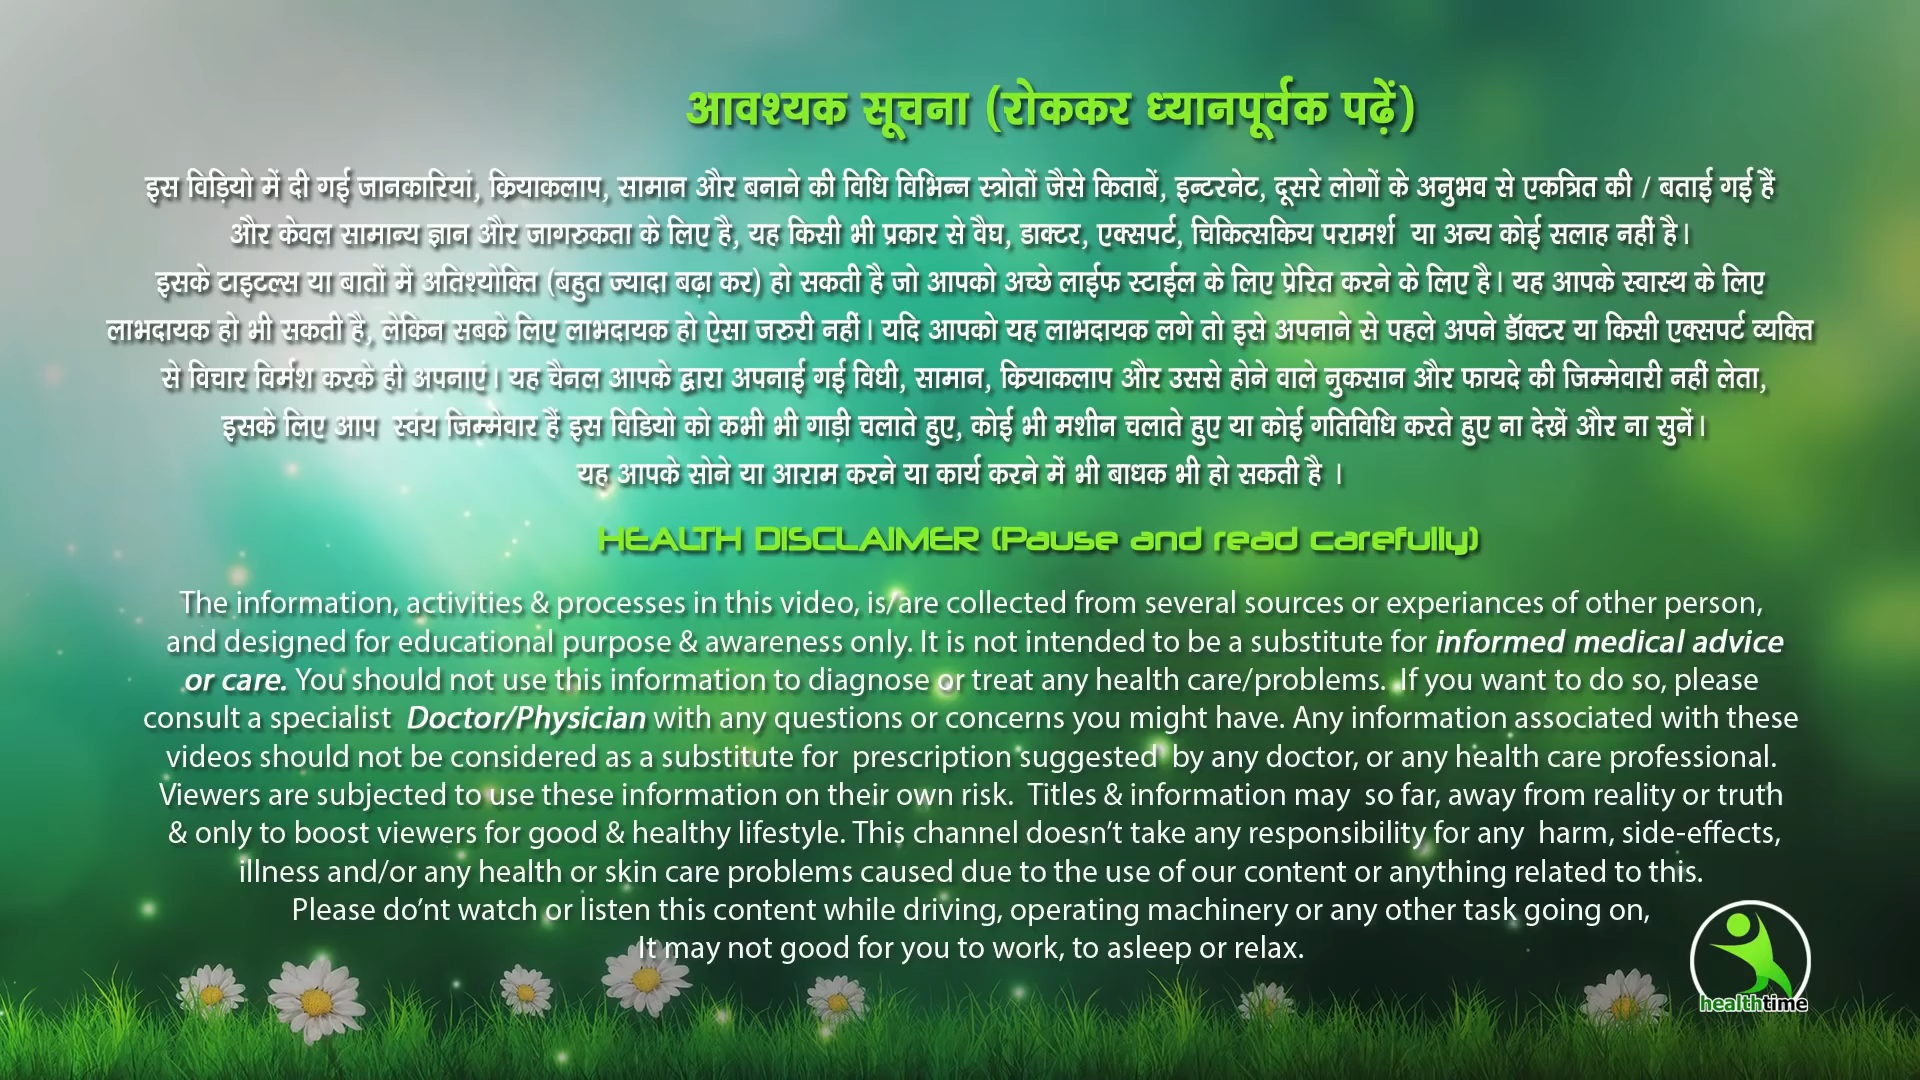 आवश्यक सूचना (रोककर ध्यानपूर्वक पढ़ें)
इस विड़ियो में दी गई जानकारियां, क्रियाकलाप, सामान और बनाने की विधि विभिन्न स्त्रोतों जैसे किताबें, इन्टरनेट, दूसरे लोगों के अनुभव से एकत्रित की / बताई गई हैं
और केवल सामान्य ज्ञान और जागरुकता के लिए है, यह किसी भी प्रकार से वैघ, डाक्टर, एक्सपर्ट, चिकित्सकिय परामर्श या अन्य कोई सलाह नहीं है।
इसके टाइटल्स या बातों में अतिश्योक्ति (बहुत ज्यादा बढ़ा कर) हो सकती है जो आपको अच्छे लाईफ स्टाईल के लिए प्रेरित करने के लिए है। यह आपके स्वास्थ के लिए
लाभदायक हो भी सकती है, लेकिन सबके लिए लाभदायक हो ऐसा जरुरी नहीं। यदि आपको यह लाभदायक लगे तो इसे अपनाने से पहले अपने डॉक्टर या किसी एक्सपर्ट व्यक्ति
से विचार विर्मश करके ही अपनाएं। यह चैनल आपके द्वारा अपनाई गई विधी, सामान, क्रियाकलाप और उससे होने वाले नुकसान और फायदे की जिम्मेवारी नहीं लेता,
इसके लिए आप स्वंय जिम्मेवार हैं इस विडियो को कभी भी गाड़ी चलाते हुए, कोई भी मशीन चलाते हुए या कोई गतिविधि करते हुए ना देखें और ना सुनें।
यह आपके सोने या आराम करने या कार्य करने में भी बाधक भी हो सकती है ।
HEALTH DISCLAIMER (Pause and read carefully)
The information, activities & processes in this video, is/are collected from several sources or experiances of other person,
and designed for educational purpose & awareness only. It is not intended to be a substitute for informed medical advice
or care. You should not use this information to diagnose or treat any health care/problems. If you want to do so, please
consult a specialist Doctor/Physician with any questions or concerns you might have. Any information associated with these
videos should not be considered as a substitute for prescription suggested by any doctor, or any health care professional.
Viewers are subjected to use these information on their own risk. Titles & information may so far, away from reality or truth
& only to boost viewers for good & healthy lifestyle. This channel doesn't take any responsibility for any harm, side-effects,
illness and/or any health or skin care problems caused due to the use of our content or anything related to this.
Please do'nt watch or listen this content while driving, operating machinery or any other task going on,
It may not good for you to work, to asleep or relax.
healthtime